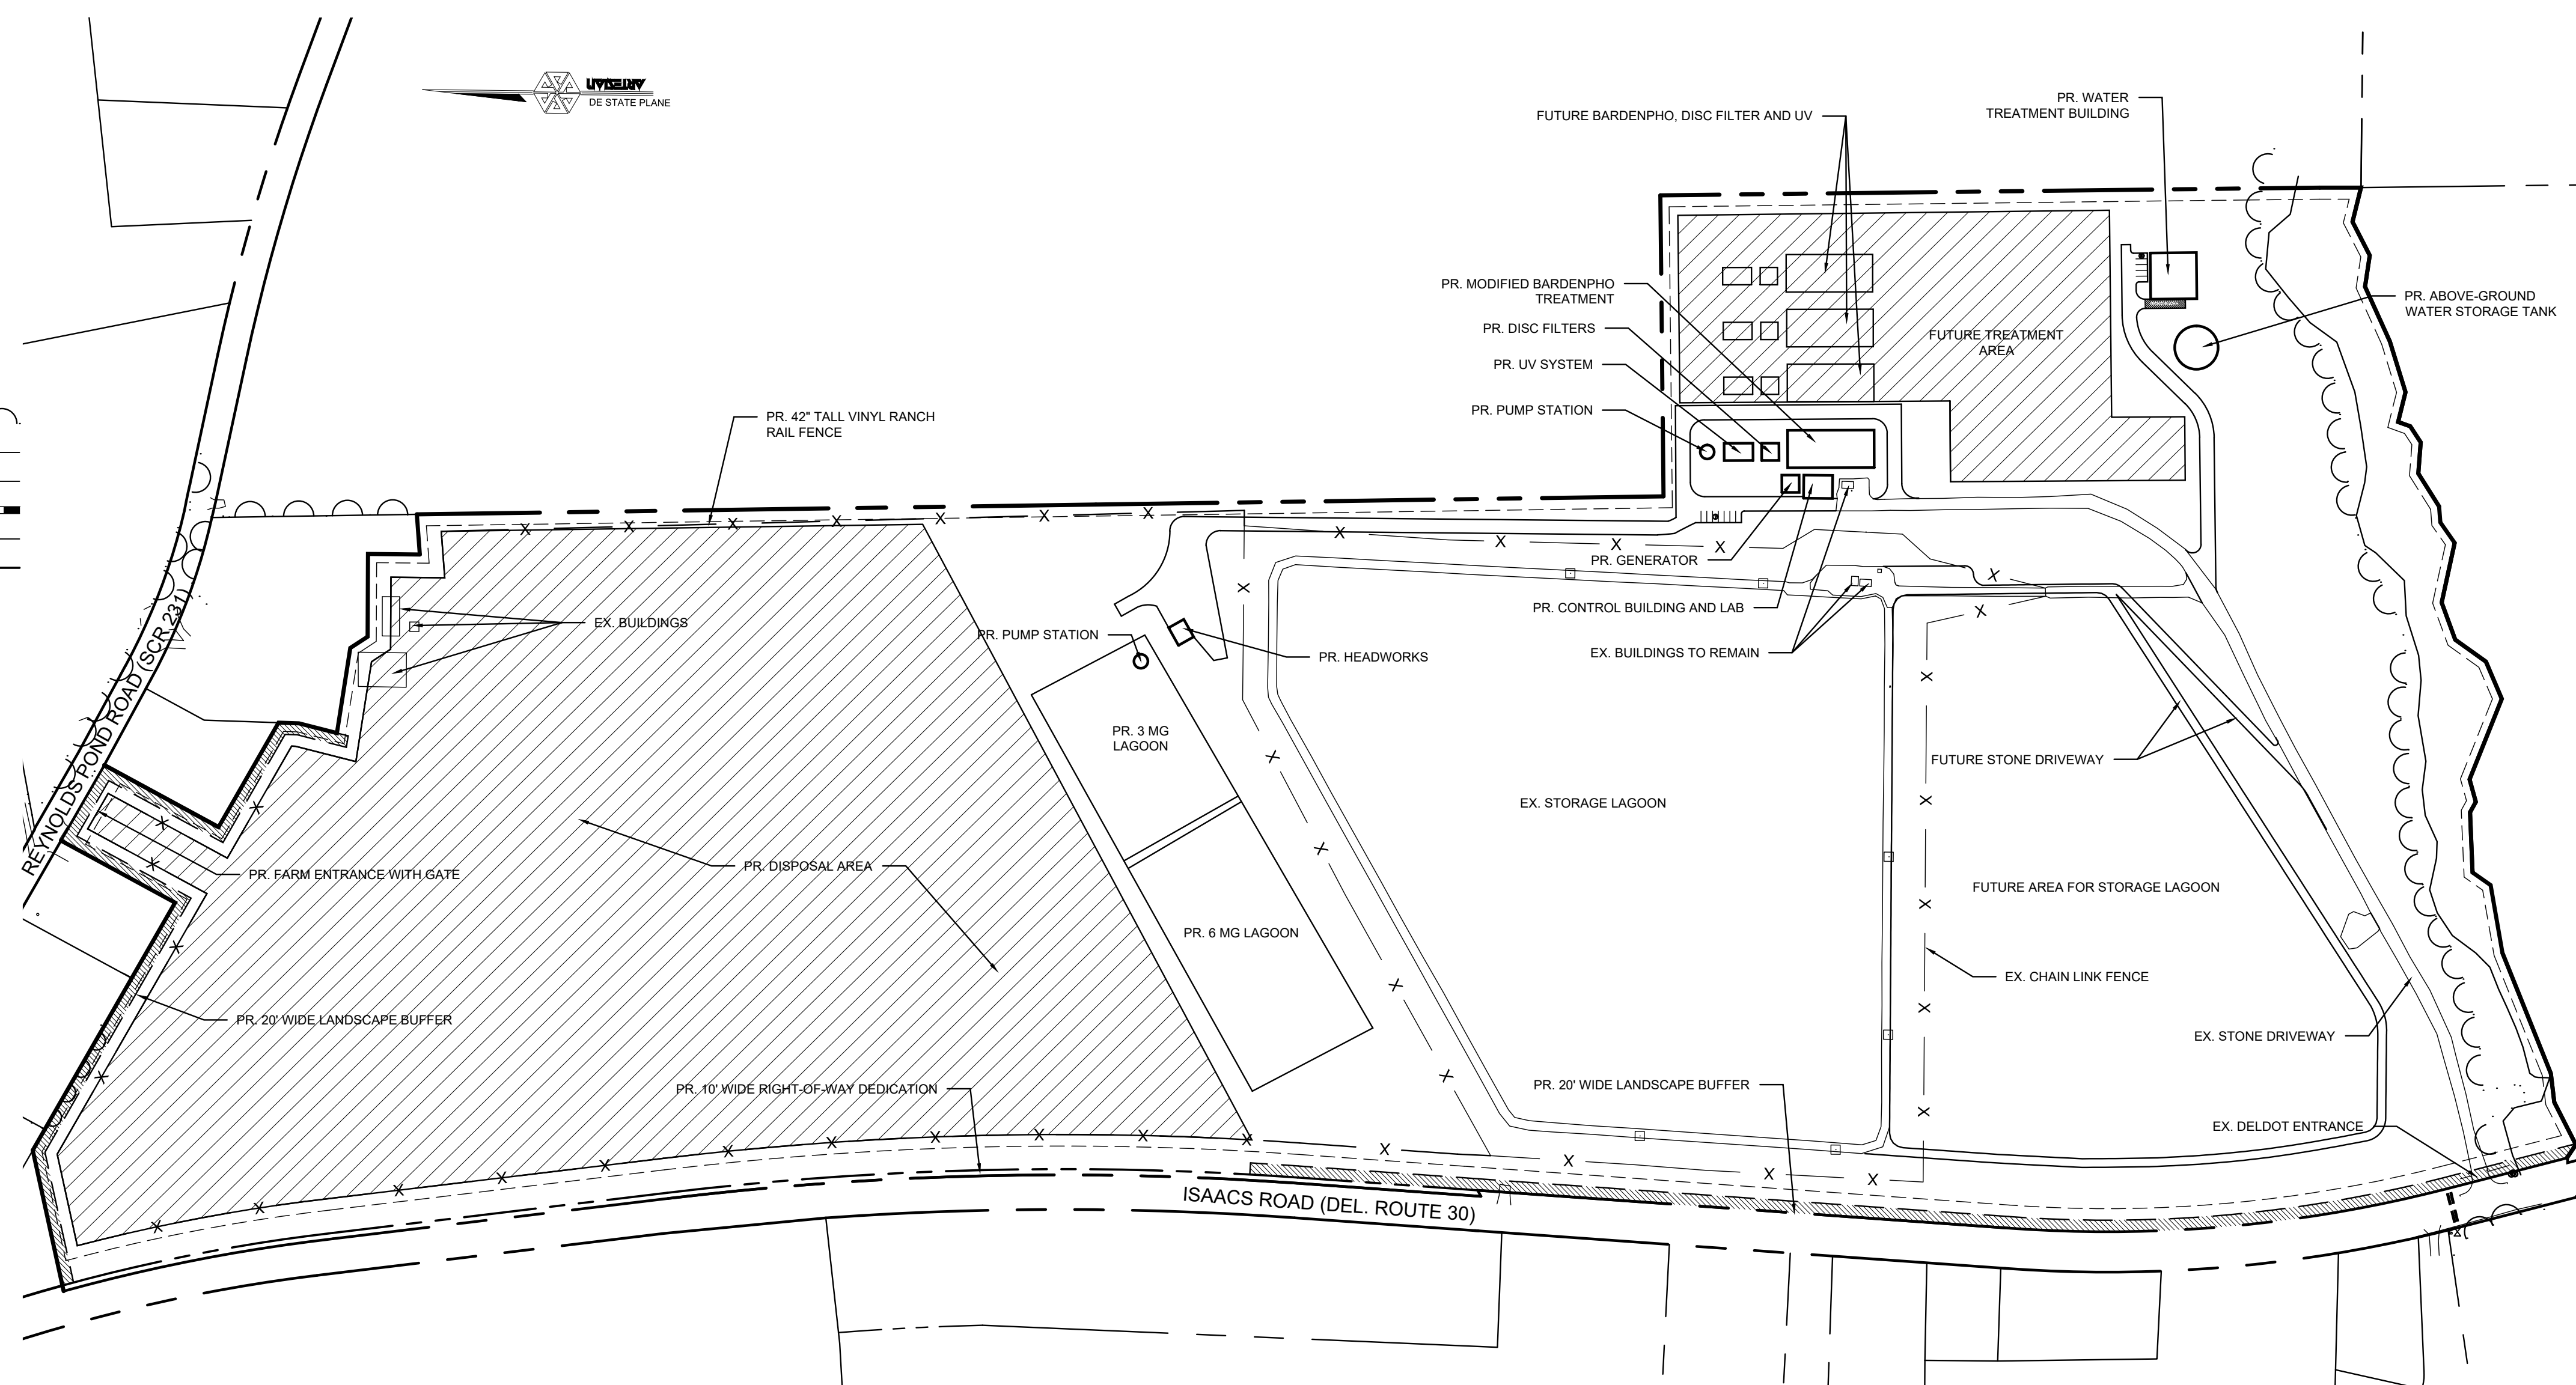 ARTESIAN
DE STATE PLANE
FUTURE BARDENPHO, DISC FILTER AND UV
PR. WATER
TREATMENT BUILDING
PR. MODIFIED BARDENPHO
TREATMENT
PR. DISC FILTERS
PR. UV SYSTEM
PR. PUMP STATION
FUTURE TREATMENT
AREA
PR. ABOVE-GROUND
WATER STORAGE TANK
PR. 42" TALL VINYL RANCH
RAIL FENCE
PR. GENERATOR
PR. CONTROL BUILDING AND LAB
EX. BUILDINGS TO REMAIN
EX. BUILDINGS
PR. PUMP STATION
PR. HEADWORKS
REYNOLDS POND ROAD (SCR 231)
PR. 3 MG
LAGOON
FUTURE STONE DRIVEWAY
EX. STORAGE LAGOON
PR. DISPOSAL AREA
PR. FARM ENTRANCE WITH GATE
FUTURE AREA FOR STORAGE LAGOON
PR. 6 MG LAGOON
EX. CHAIN LINK FENCE
PR. 20' WIDE LANDSCAPE BUFFER
EX. STONE DRIVEWAY
PR. 10' WIDE RIGHT-OF-WAY DEDICATION
PR. 20' WIDE LANDSCAPE BUFFER
EX. DELDOT ENTRANCE
ISAACS ROAD (DEL. ROUTE 30)